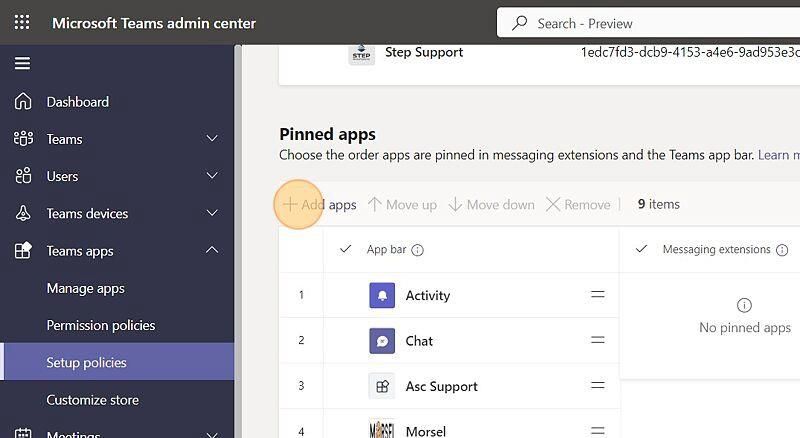 Microsoft Teams admin center
Search - Preview
Dashboard
Teams
Users
Teams devices
Teams apps
Manage apps
Permission policies
Setup policies
Customize store
Meetings
STEP
Step Support
1edc7fd3-dcb9-4153-a4e6-9ad953e3c
Pinned apps
Choose the order apps are pinned in messaging extensions and the Teams app bar. Learn m
+ Add apps
Move up
Move down
Remove
9 items
App bar
Messaging extensions
1 Activity
2 Chat
3 Asc Support
4 MORSEL Morsel
No pinned apps